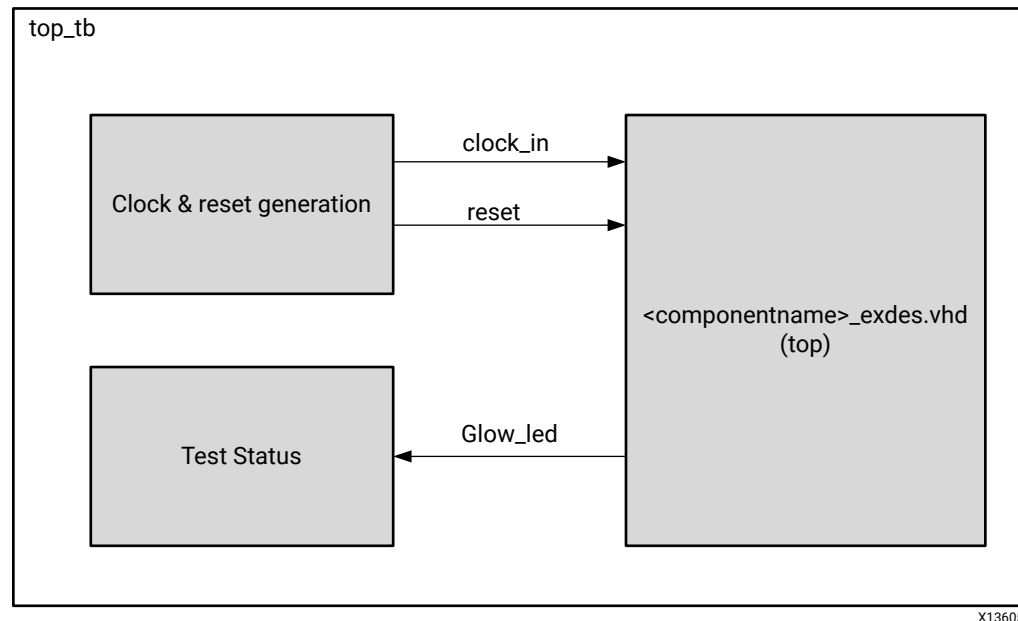 top_tb
clock_in
Clock & reset generation
reset
<componentname>_exdes.vhd
(top)
Glow_led
Test Status